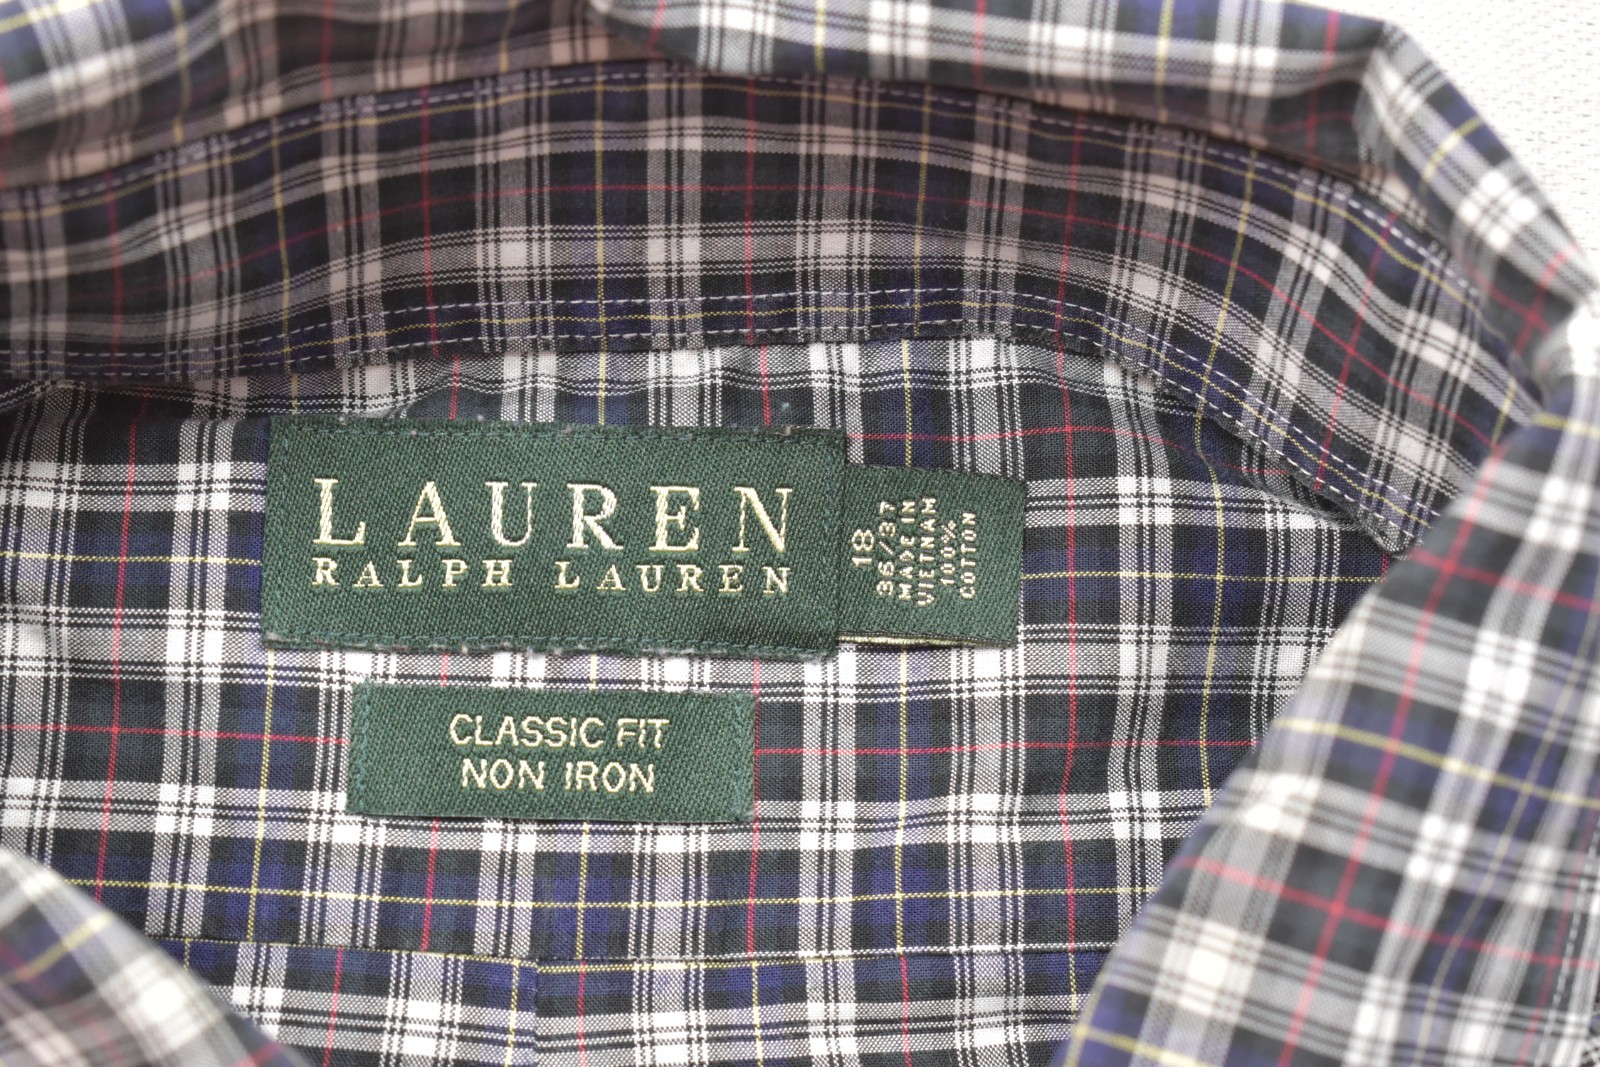 LAUREN
RALPH LAUREN
18
36/37
MADE IN
VIETNAM
100%
COTTON
CLASSIC FIT
NON IRON